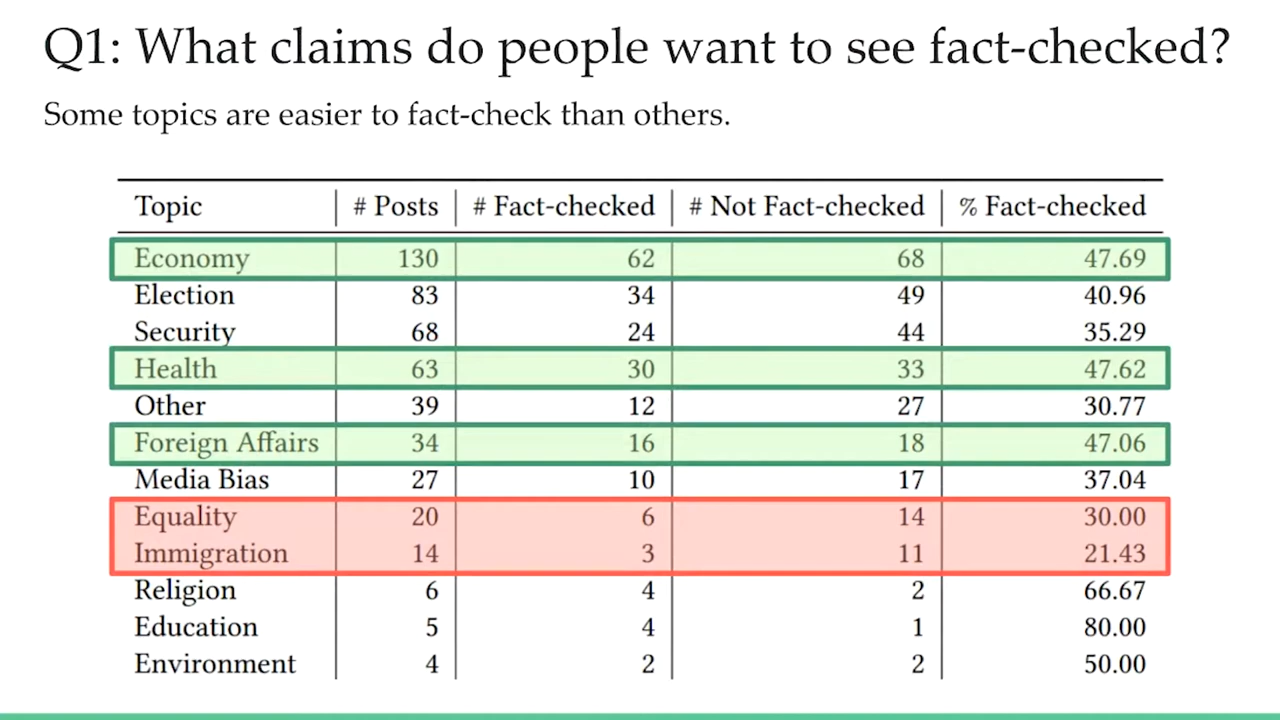 Q1: What claims do people want to see fact-checked?
Some topics are easier to fact-check than others.
Topic # Posts # Fact-checked # Not Fact-checked % Fact-checked
Economy 130 62 68 47.69
Election 83 34 49 40.96
Security 68 24 44 35.29
Health 63 30 33 47.62
Other 39 12 27 30.77
Foreign Affairs 34 16 18 47.06
Media Bias 27 10 17 37.04
Equality 20 6 14 30.00
Immigration 14 3 11 21.43
Religion 6 4 2 66.67
Education 5 4 1 80.00
Environment 4 2 2 50.00